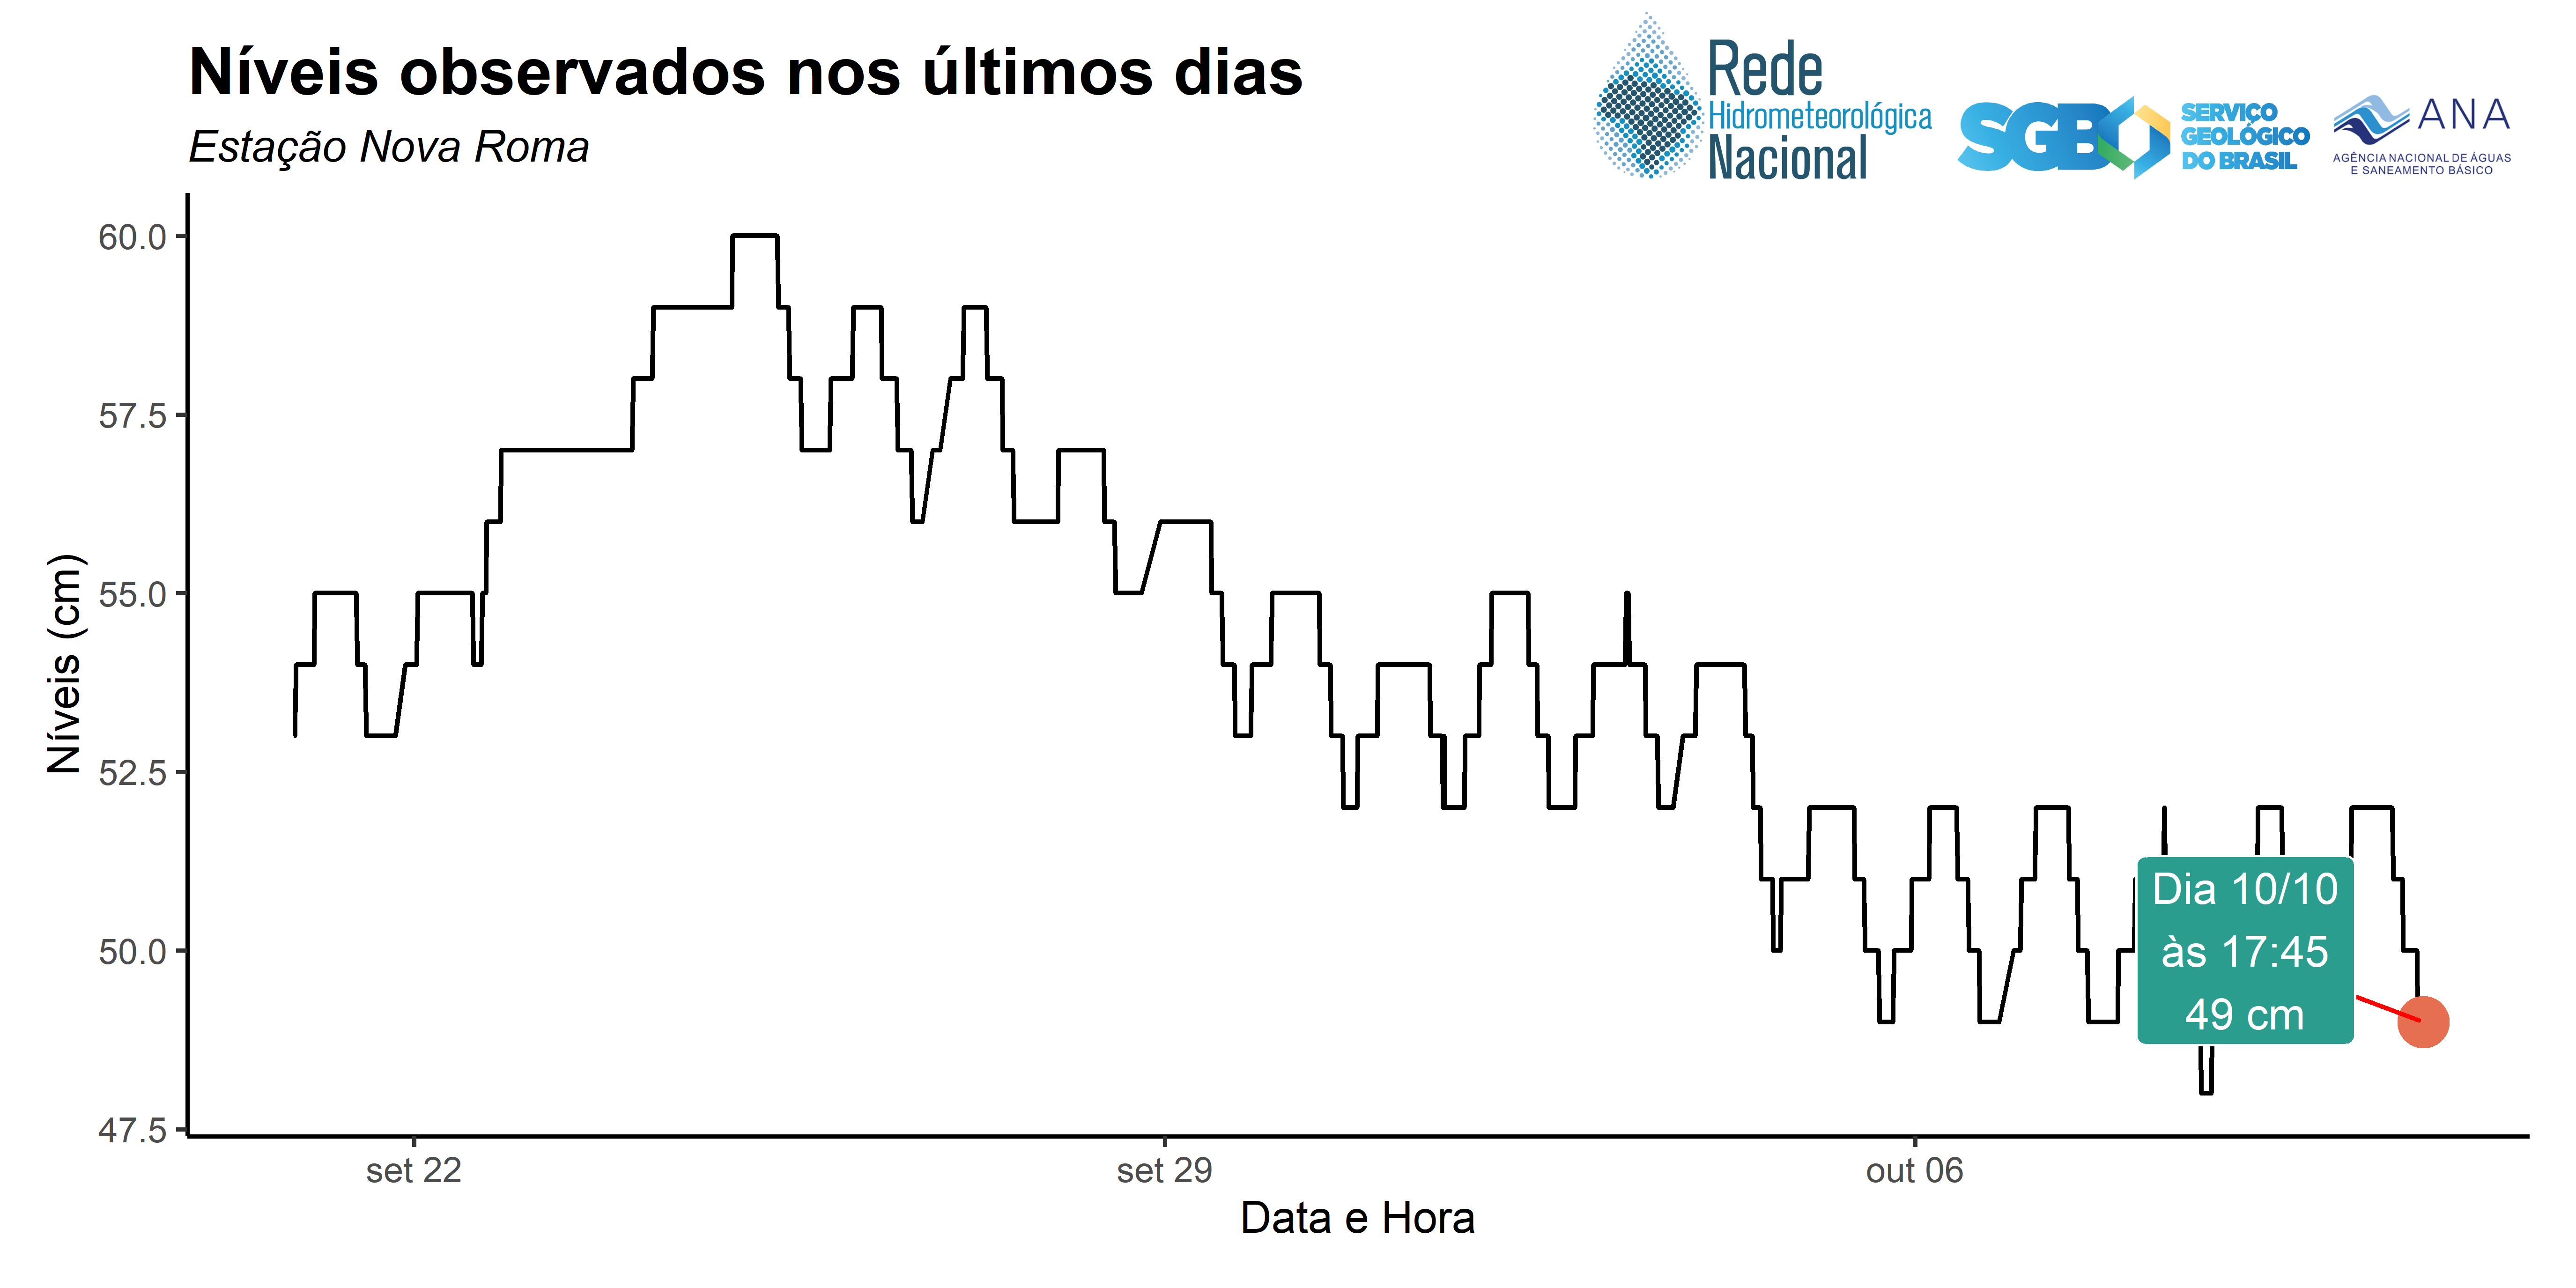 Níveis observados nos últimos dias
Estação Nova Roma
Rede
Hidrometeorológica
Nacional
SGB
SERVIÇO
GEOLÓGICO
DO BRASIL
ANA
AGÊNCIA NACIONAL DE ÁGUAS
E SANEAMENTO BÁSICO
Níveis (cm)
60.0
57.5
55.0
52.5
50.0
47.5
Dia 10/10
às 17:45
49 cm
set 22
set 29
out 06
Data e Hora